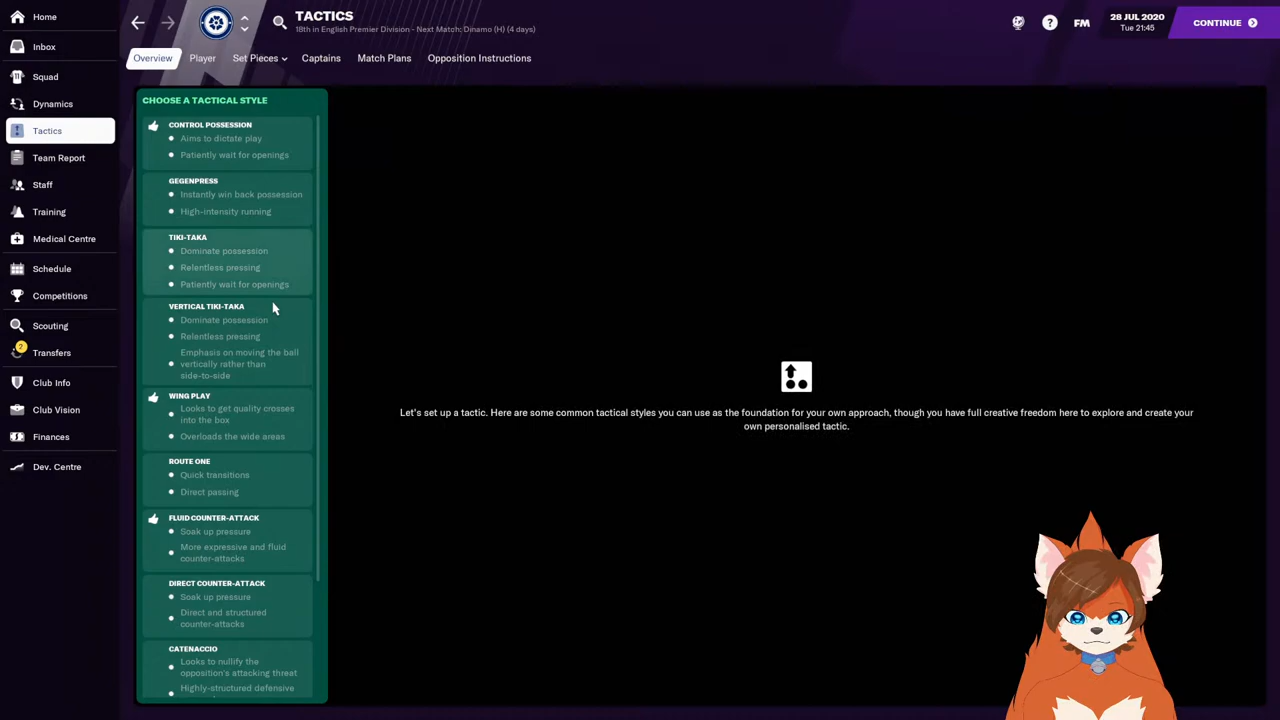 Home
Inbox
Squad
Dynamics
Tactics
Team Report
Staff
Training
Medical Centre
Schedule
Competitions
Scouting
2
Transfers
Club Info
Club Vision
Finances
Dev. Centre
TACTICS
18th in English Premier Division - Next Match: Dinamo (H) (4 days)
?
FM
28 JUL 2020
Tue 21:45
CONTINUE
Overview
Player
Set Pieces
Captains
Match Plans
Opposition Instructions
CHOOSE A TACTICAL STYLE
CONTROL POSSESSION
Aims to dictate play
Patiently wait for openings
GEGENPRESS
Instantly win back possession
High-intensity running
TIKI-TAKA
Dominate possession
Relentless pressing
Patiently wait for openings
VERTICAL TIKI-TAKA
Dominate possession
Relentless pressing
Emphasis on moving the ball
vertically rather than
side-to-side
WING PLAY
Looks to get quality crosses
into the box
Overloads the wide areas
ROUTE ONE
Quick transitions
Direct passing
FLUID COUNTER-ATTACK
Soak up pressure
More expressive and fluid
counter-attacks
DIRECT COUNTER-ATTACK
Soak up pressure
Direct and structured
counter-attacks
CATENACCIO
Looks to nullify the
opposition's attacking threat
Highly-structured defensive
Let's set up a tactic. Here are some common tactical styles you can use as the foundation for your own approach, though you have full creative freedom here to explore and create your
own personalised tactic.